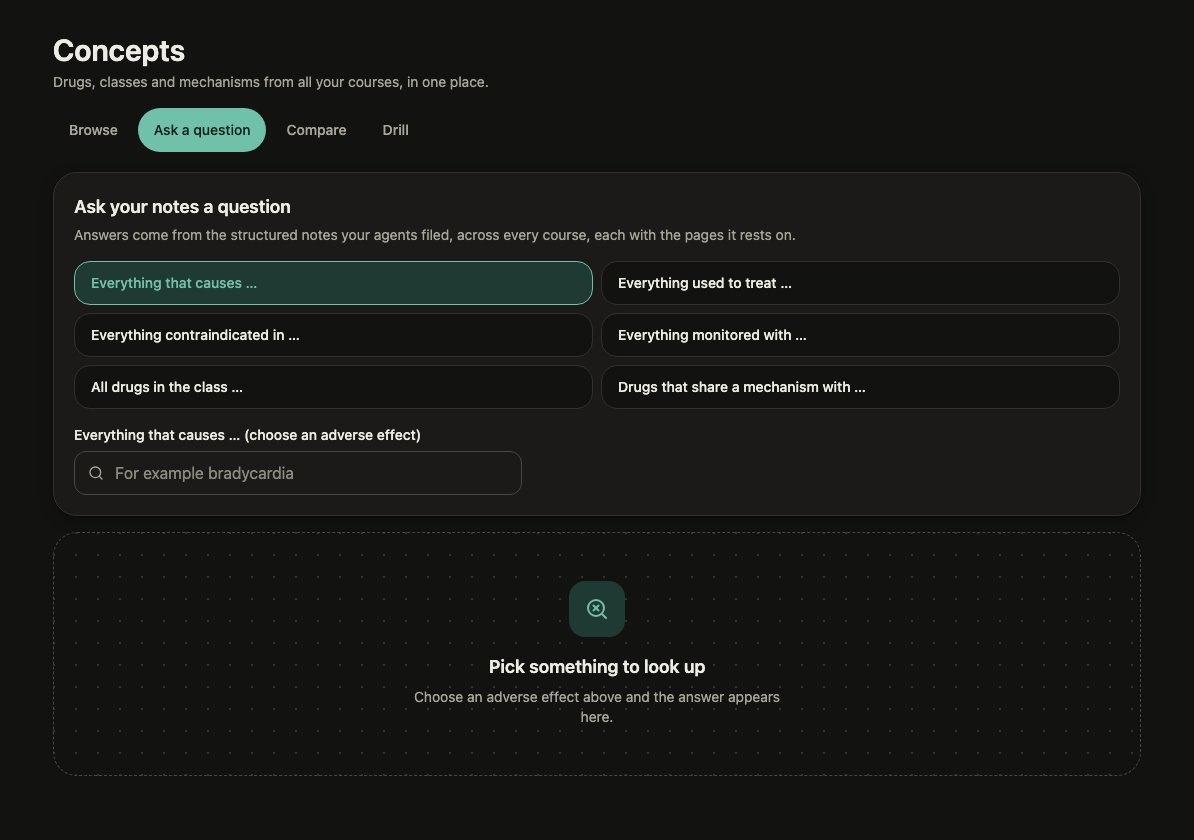 Concepts
Drugs, classes and mechanisms from all your courses, in one place.
Browse
Ask a question
Compare
Drill
Ask your notes a question
Answers come from the structured notes your agents filed, across every course, each with the pages it rests on.
Everything that causes ...
Everything used to treat ...
Everything contraindicated in ...
Everything monitored with ...
All drugs in the class ...
Drugs that share a mechanism with ...
Everything that causes ... (choose an adverse effect)
For example bradycardia
Pick something to look up
Choose an adverse effect above and the answer appears
here.